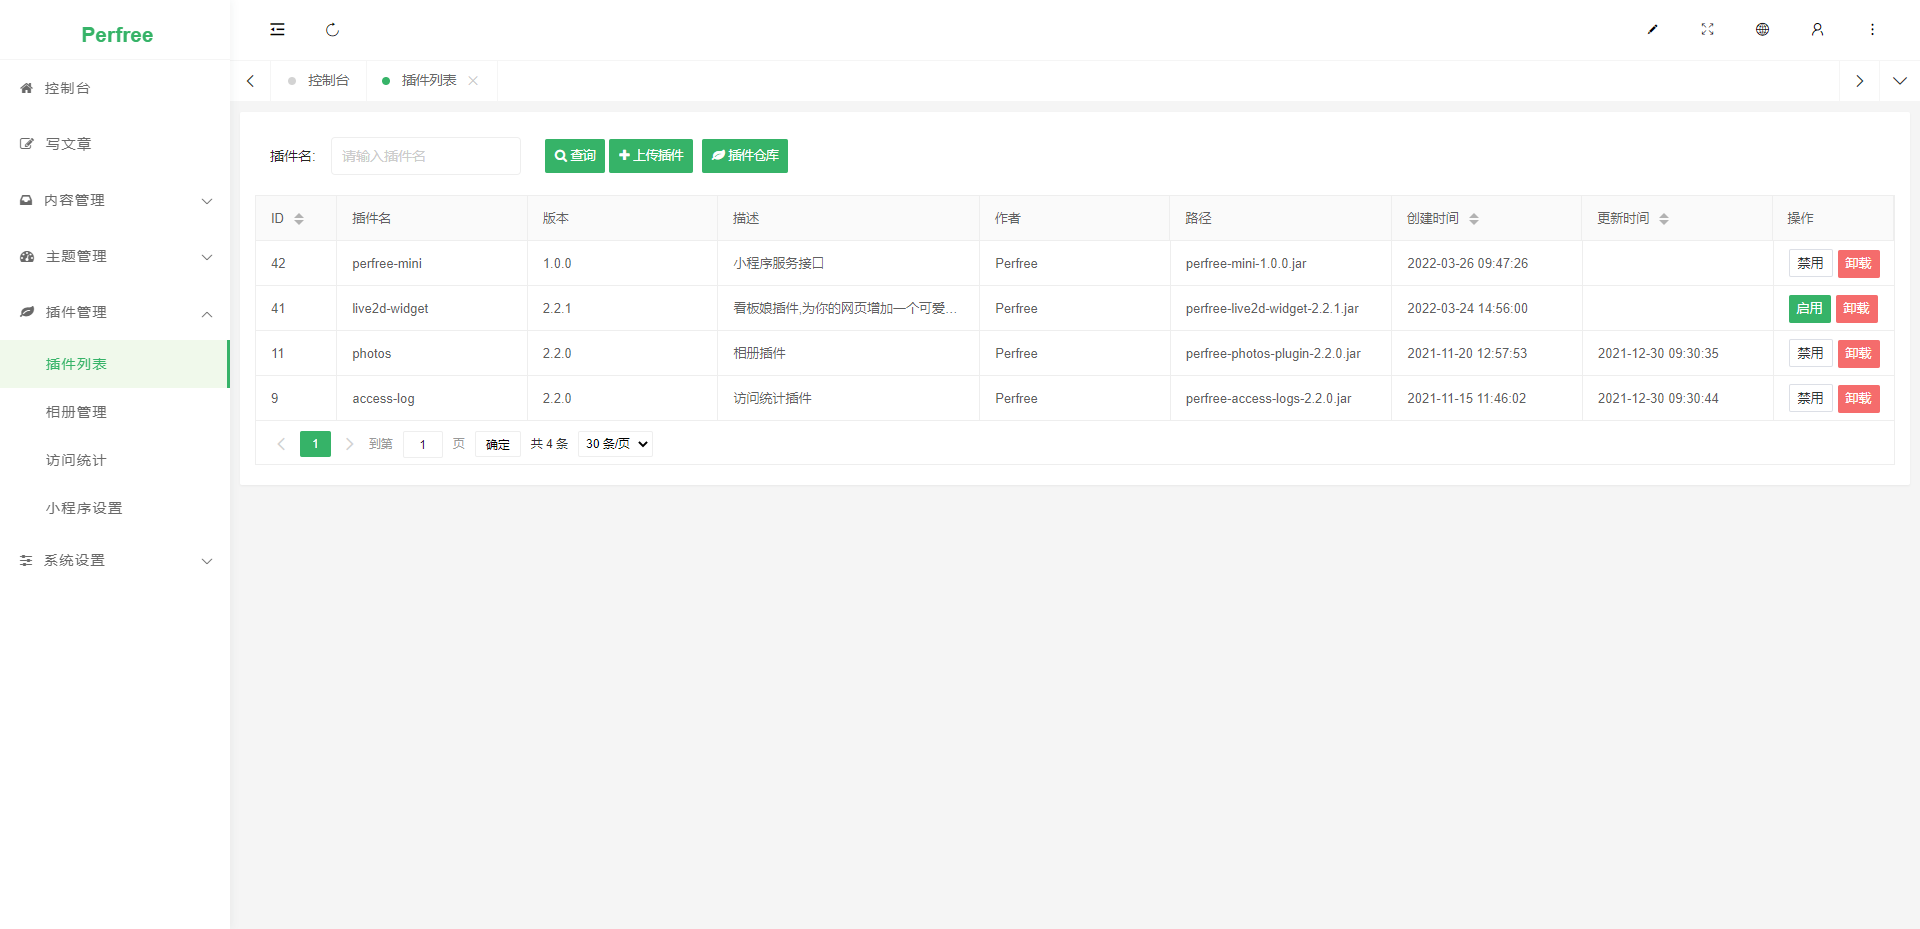 Perfree
控制台
写文章
内容管理
主题管理
插件管理
插件列表
相册管理
访问统计
小程序设置
系统设置
控制台 插件列表
插件名: 请输入插件名 查询 上传插件 插件仓库
ID 插件名 版本 描述 作者 路径 创建时间 更新时间 操作
42 perfree-mini 1.0.0 小程序服务接口 Perfree perfree-mini-1.0.0.jar 2022-03-26 09:47:26 禁用 卸载
41 live2d-widget 2.2.1 看板娘插件,为你的网页增加一个可爱... Perfree perfree-live2d-widget-2.2.1.jar 2022-03-24 14:56:00 启用 卸载
11 photos 2.2.0 相册插件 Perfree perfree-photos-plugin-2.2.0.jar 2021-11-20 12:57:53 2021-12-30 09:30:35 禁用 卸载
9 access-log 2.2.0 访问统计插件 Perfree perfree-access-logs-2.2.0.jar 2021-11-15 11:46:02 2021-12-30 09:30:44 禁用 卸载
1 到第 1 页 确定 共 4 条 30 条/页